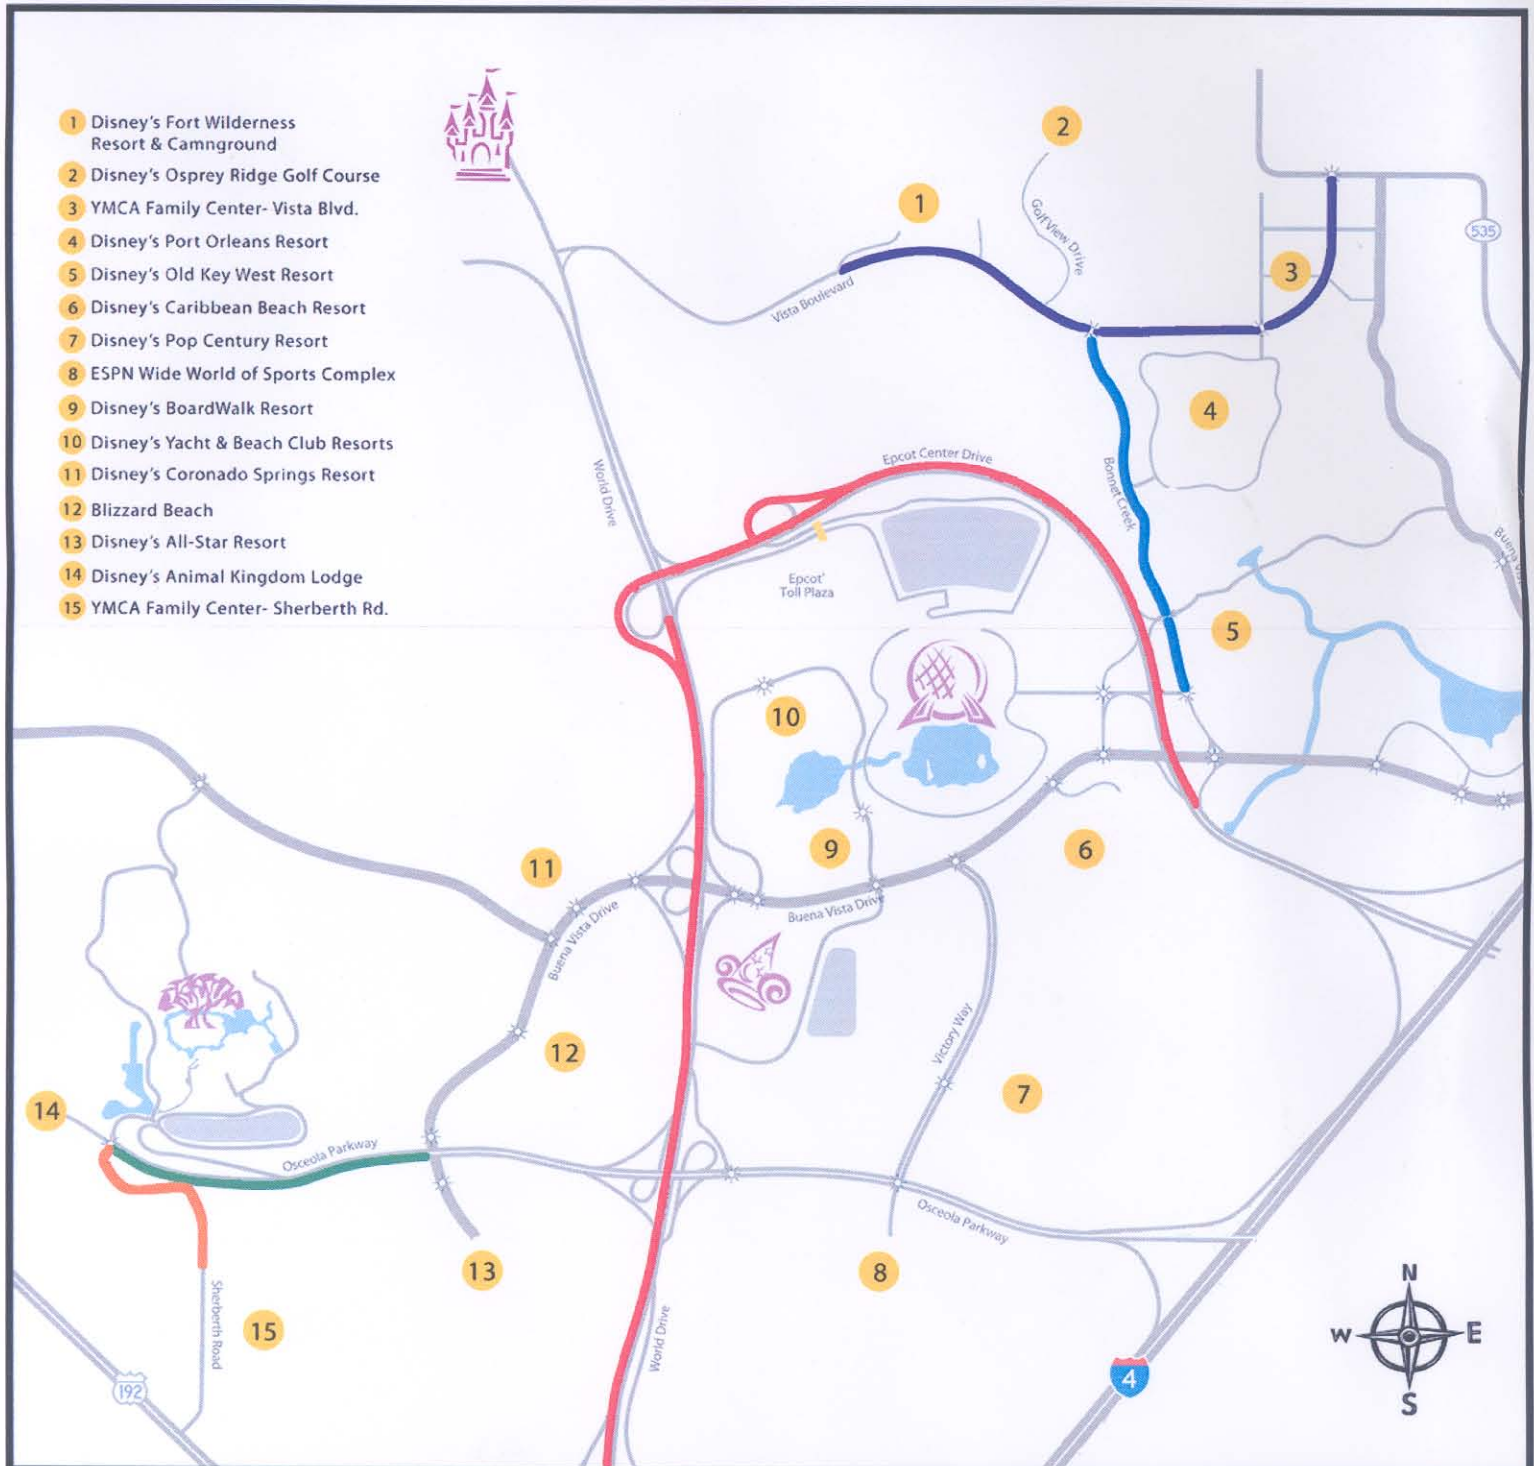 1 Disney's Fort Wilderness
Resort & Camnground
2 Disney's Osprey Ridge Golf Course
3 YMCA Family Center- Vista Blvd.
4 Disney's Port Orleans Resort
5 Disney's Old Key West Resort
6 Disney's Caribbean Beach Resort
7 Disney's Pop Century Resort
8 ESPN Wide World of Sports Complex
9 Disney's BoardWalk Resort
10 Disney's Yacht & Beach Club Resorts
11 Disney's Coronado Springs Resort
12 Blizzard Beach
13 Disney's All-Star Resort
14 Disney's Animal Kingdom Lodge
15 YMCA Family Center- Sherberth Rd.
2
1
Golf View Drive
535
3
Vista Boulevard
4
Epcot Center Drive
World Drive
Bonnet Creek
Buena
Epcot'
Toll Plaza
5
10
9
6
11
Buena Vista Drive
Buena Vista Drive
12
Victory Way
7
14
Osceola Parkway
Osceola Parkway
13
8
15
Sherberth Road
World Drive
192
4
N
W
E
S